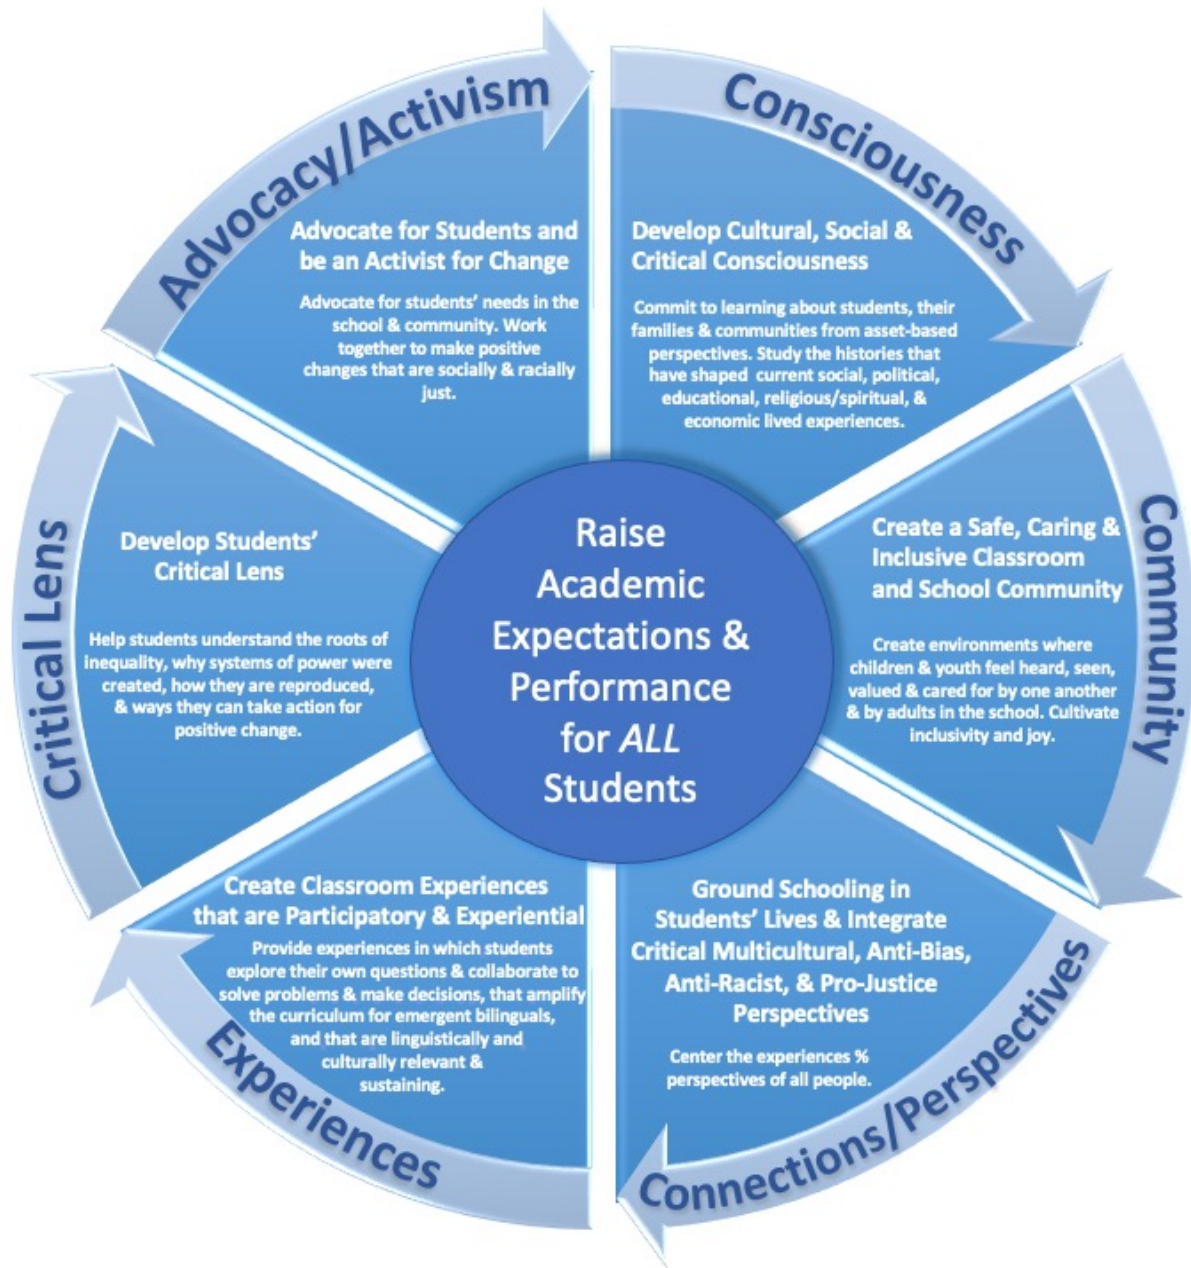 Consciousness
Develop Cultural, Social &
Critical Consciousness
Commit to learning about students, their
families & communities from asset-based
perspectives. Study the histories that
have shaped current social, political,
educational, religious/spiritual, &
economic lived experiences.
Community
Create a Safe, Caring &
Inclusive Classroom
and School Community
Create environments where
children & youth feel heard, seen,
valued & cared for by one another
& by adults in the school. Cultivate
inclusivity and joy.
Connections/Perspectives
Ground Schooling in
Students’ Lives & Integrate
Critical Multicultural, Anti-Bias,
Anti-Racist, & Pro-Justice
Perspectives
Center the experiences %
perspectives of all people.
Experiences
Create Classroom Experiences
that are Participatory & Experiential
Provide experiences in which students
explore their own questions & collaborate to
solve problems & make decisions, that amplify
the curriculum for emergent bilinguals,
and that are linguistically and
culturally relevant &
sustaining.
Critical Lens
Develop Students’
Critical Lens
Help students understand the roots of
inequality, why systems of power were
created, how they are reproduced,
& ways they can take action for
positive change.
Advocacy/Activism
Advocate for Students and
be an Activist for Change
Advocate for students’ needs in the
school & community. Work
together to make positive
changes that are socially & racially
just.
Raise
Academic
Expectations &
Performance
for ALL
Students